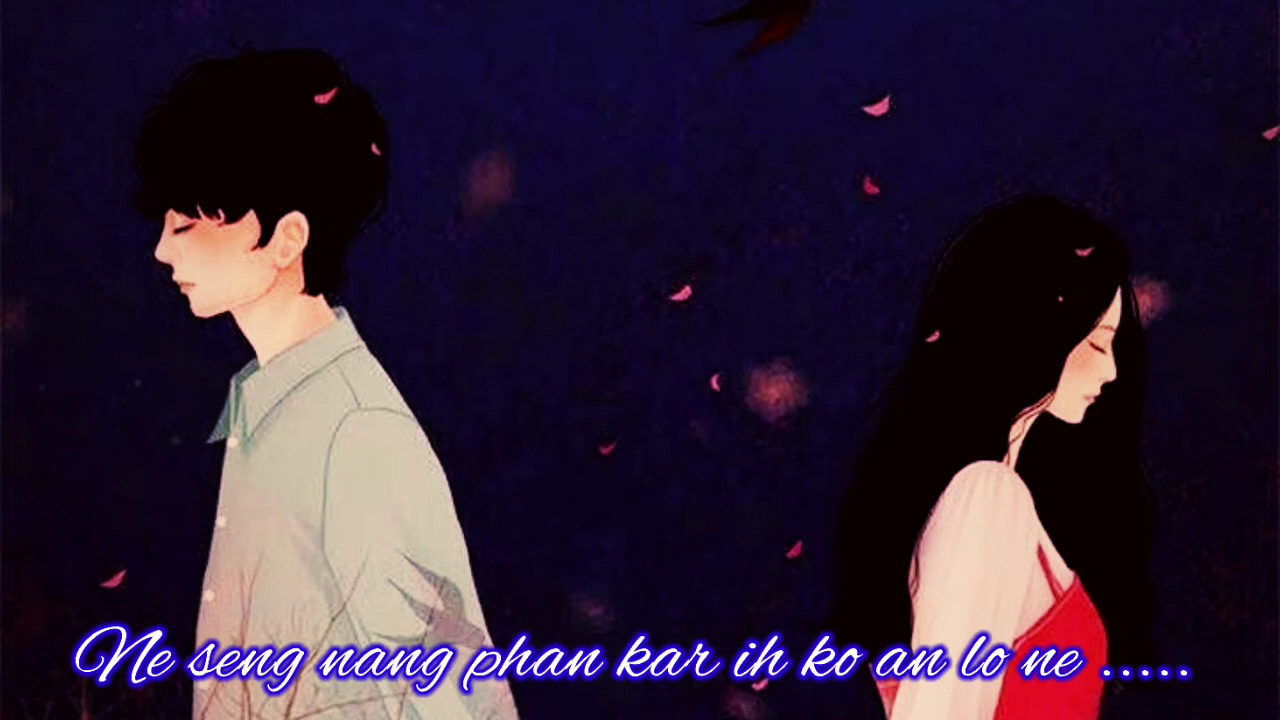 Ne seng nang phan kar ih ko an lo ne .....